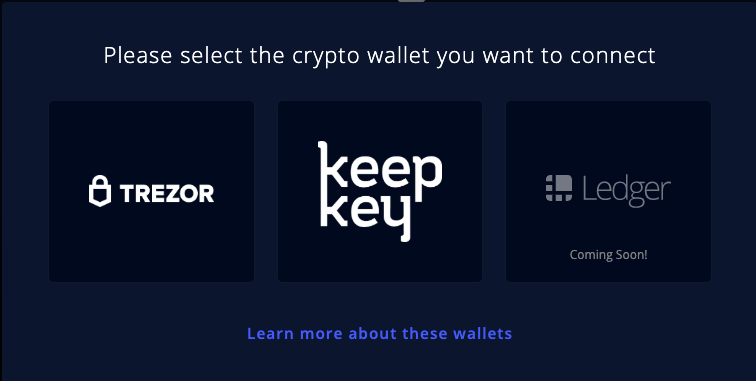 Please select the crypto wallet you want to connect
TREZOR
keep
key
Ledger
Coming Soon!
Learn more about these wallets